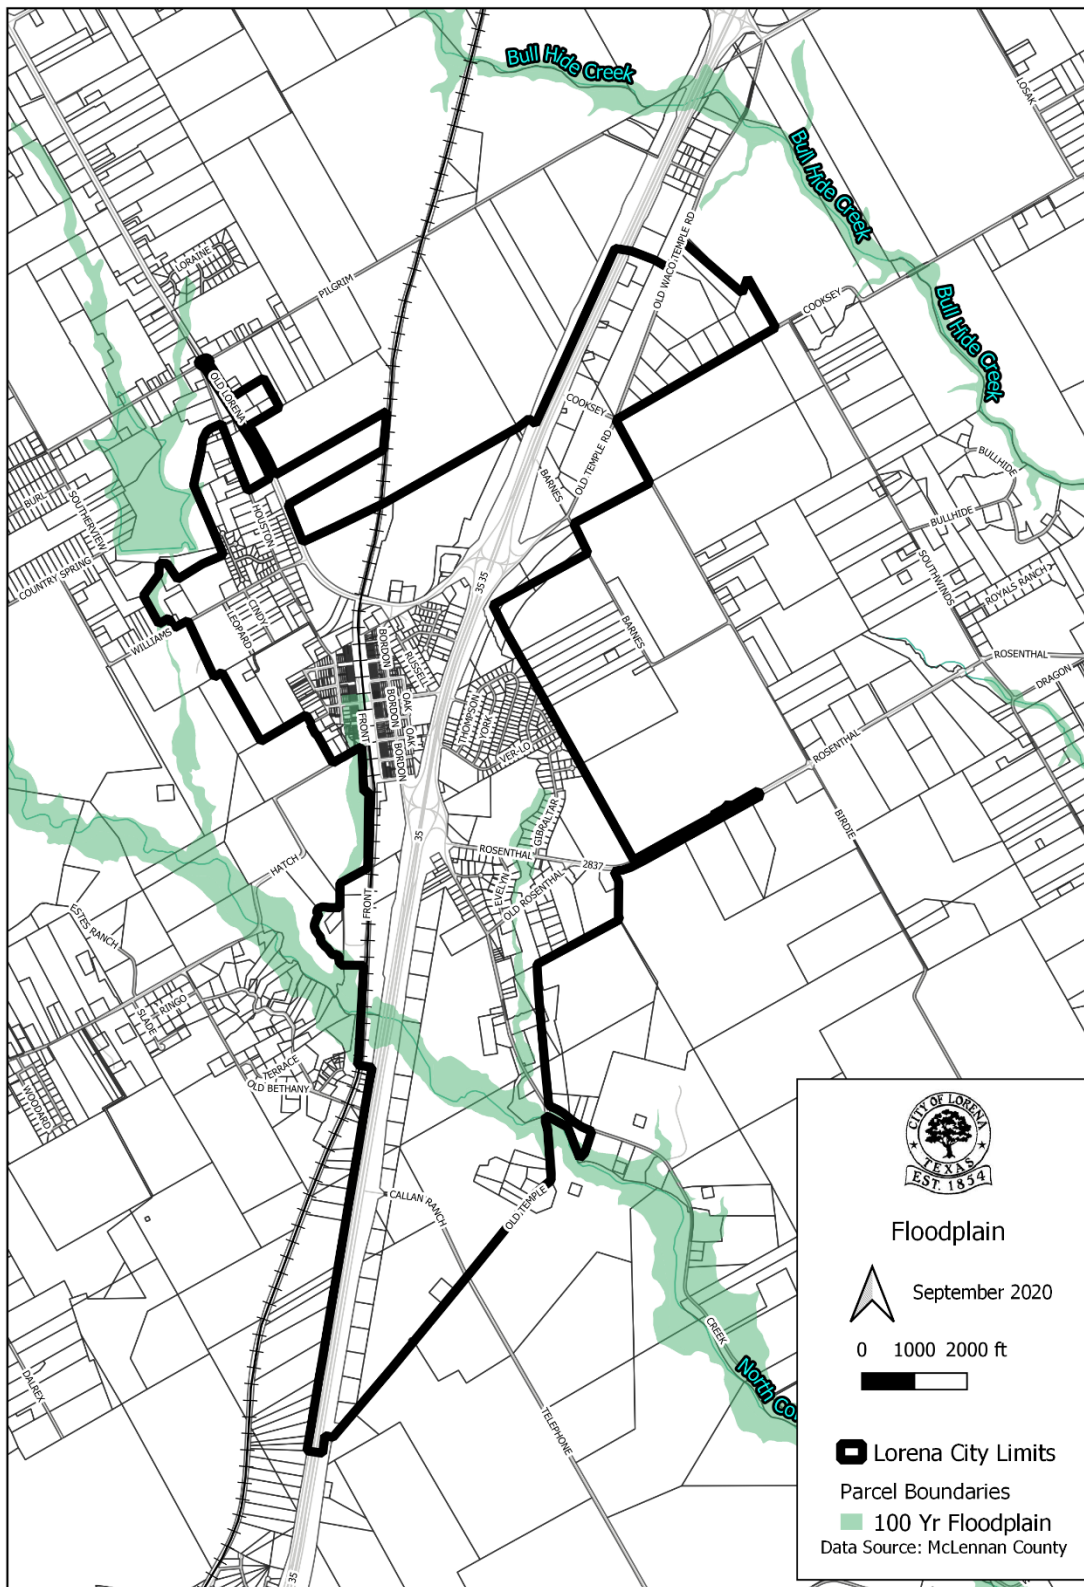 Bull Hide Creek
LOSAK
Bull Hide Creek
LORAINE
PILGRIM
OLD WACO TEMPLE RD
COOKSEY
Bull Hide Creek
OLD LORENA
COOKSEY
OLD TEMPLE RD
BURL
SOUTHERVIEW
BARNES
BULLHIDE
HOUSTON
BULLHIDE
COUNTRY SPRING
35 35
SOUTHWINDS
ROYALS RANCH
CINDY
LEOPARD
WILLIAMS
BORDON
RUSSELL
BARNES
ROSENTHAL
DRAGON
BORDON
OAK
THOMPSON
YORK
FRONT
OAK
BORDON
VER-LO
ROSENTHAL
35
GIBRALTAR
BIRDIE
HATCH
ROSENTHAL
2837
EVELYN
OLD ROSENTHAL
FRONT
ESTES RANCH
SLADE
RINGO
TERRACE
OLD BETHANY
WOODARD
CALLAN RANCH
OLD TEMPLE
CREEK
North Co
DALREX
TELEPHONE
35
CITY OF LORENA
TEXAS
EST. 1854
Floodplain
September 2020
0 1000 2000 ft
Lorena City Limits
Parcel Boundaries
100 Yr Floodplain
Data Source: McLennan County